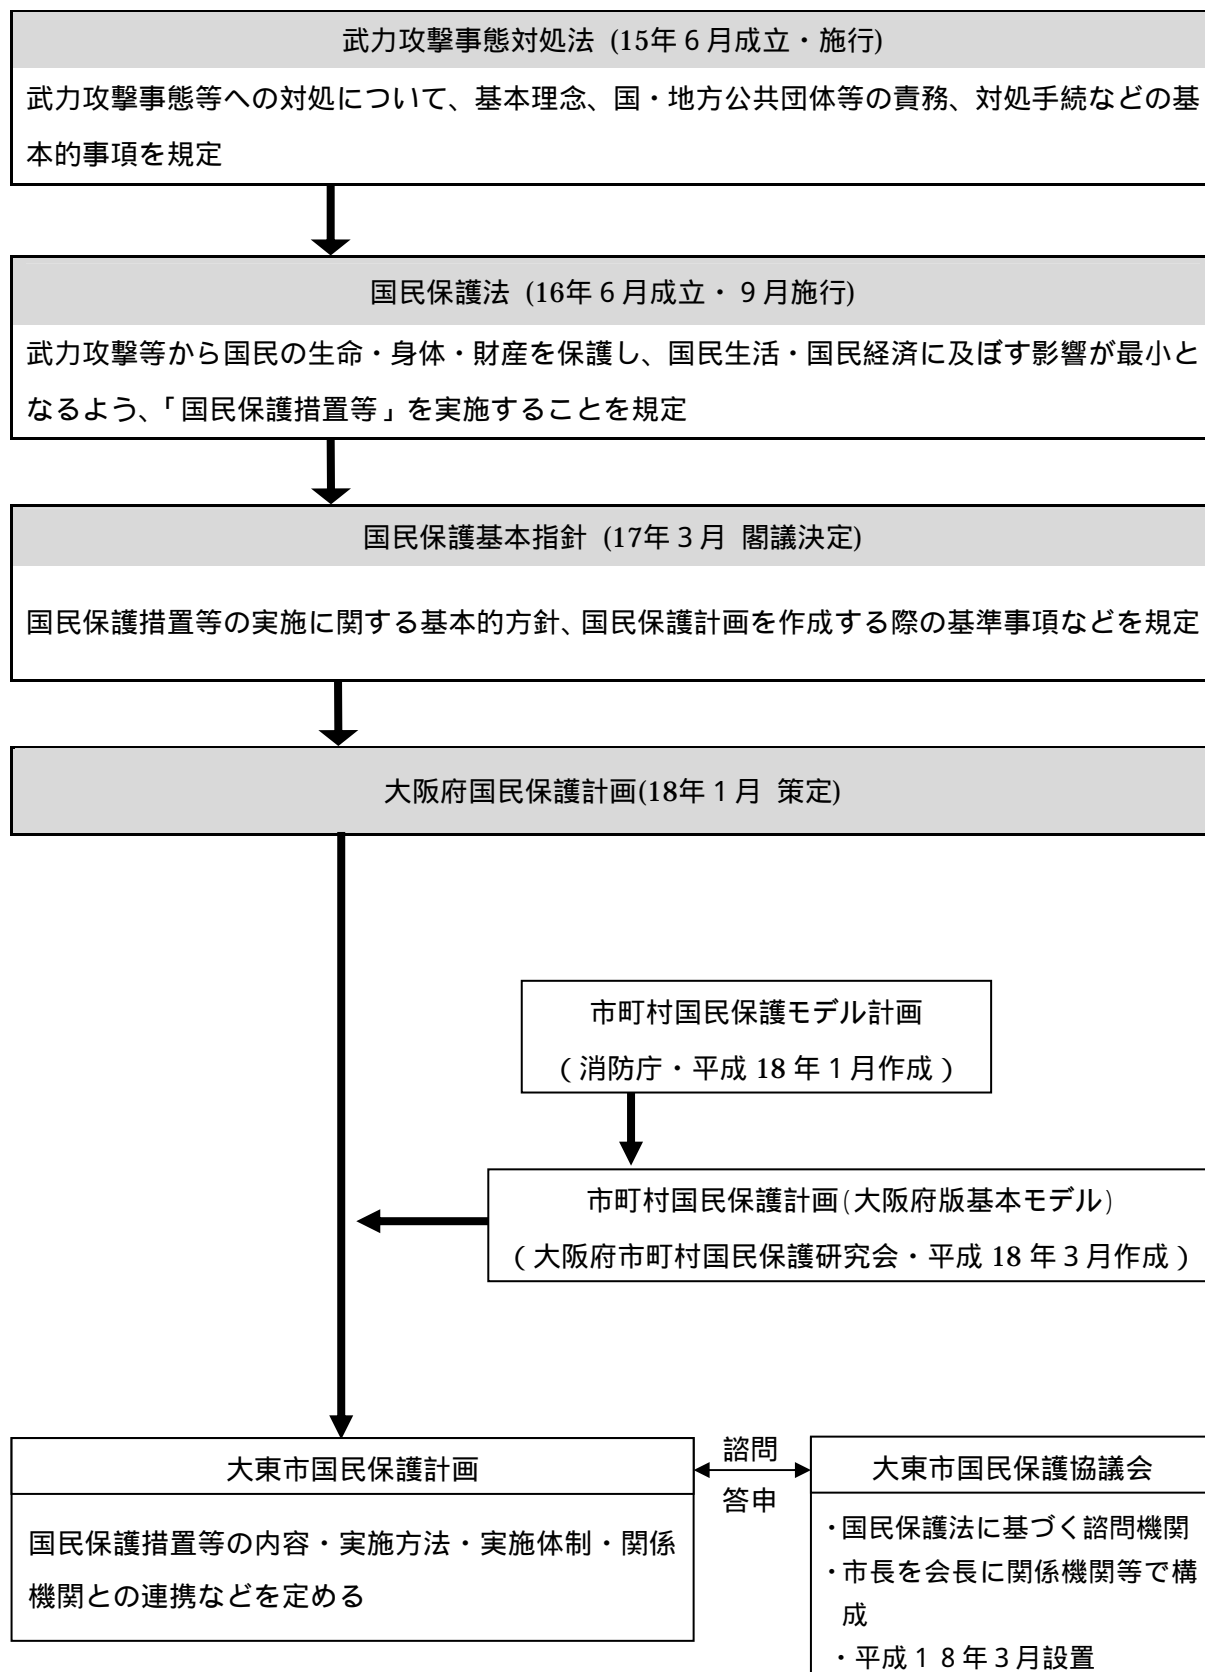 武力攻撃事態対処法 (15年６月成立・施行)
武力攻撃事態等への対処について、基本理念、国・地方公共団体等の責務、対処手続などの基
本的事項を規定
国民保護法 (16年６月成立・９月施行)
武力攻撃等から国民の生命・身体・財産を保護し、国民生活・国民経済に及ぼす影響が最小と
なるよう、「国民保護措置等」を実施することを規定
国民保護基本指針 (17年３月 閣議決定)
国民保護措置等の実施に関する基本的方針、国民保護計画を作成する際の基準事項などを規定
大阪府国民保護計画(18年１月 策定)
市町村国民保護モデル計画
（消防庁・平成 18 年１月作成）
市町村国民保護計画(大阪府版基本モデル)
（大阪府市町村国民保護研究会・平成 18 年３月作成）
大東市国民保護計画
国民保護措置等の内容・実施方法・実施体制・関係
機関との連携などを定める
諮問
答申
大東市国民保護協議会
・国民保護法に基づく諮問機関
・市長を会長に関係機関等で構
成
・平成１８年３月設置